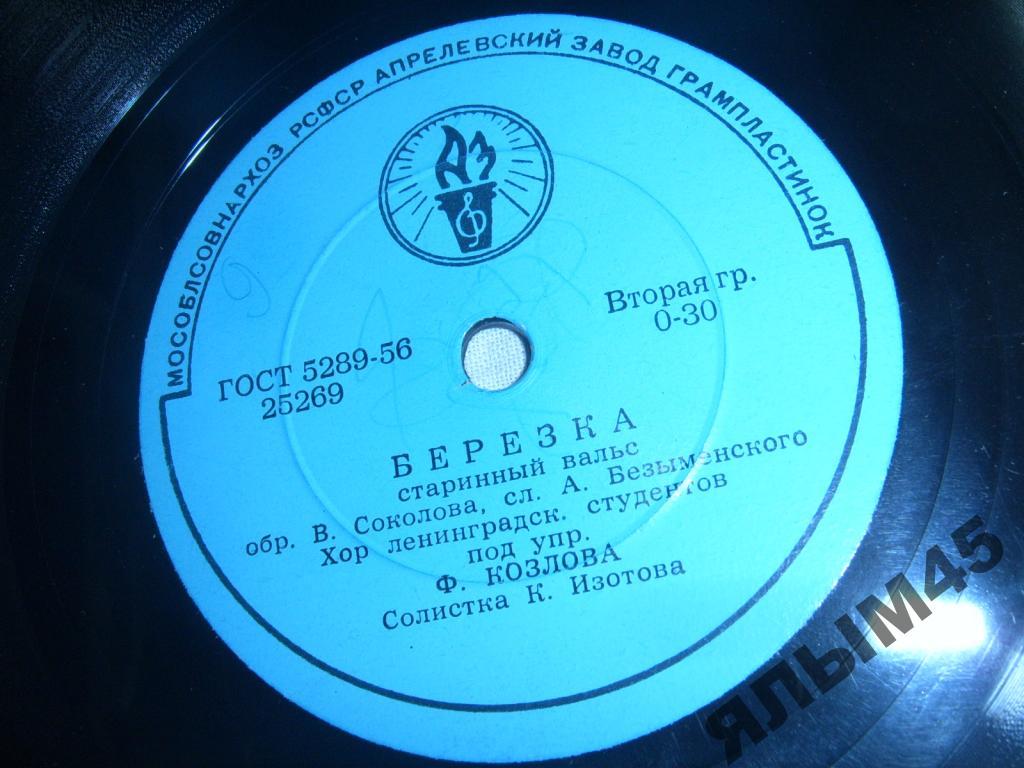 МОСОБЛСОВНАРХОЗ РСФСР АПРЕЛЕВСКИЙ ЗАВОД ГРАМПЛАСТИНОК
АЗ
Вторая гр.
0-30
ГОСТ 5289-56
25269
БЕРЕЗКА
старинный вальс
обр. В. Соколова, сл. А. Безыменского
Хор ленинградск. студентов
под упр.
Ф. КОЗЛОВА
Солистка К. Изотова
ЯЛЫМ45